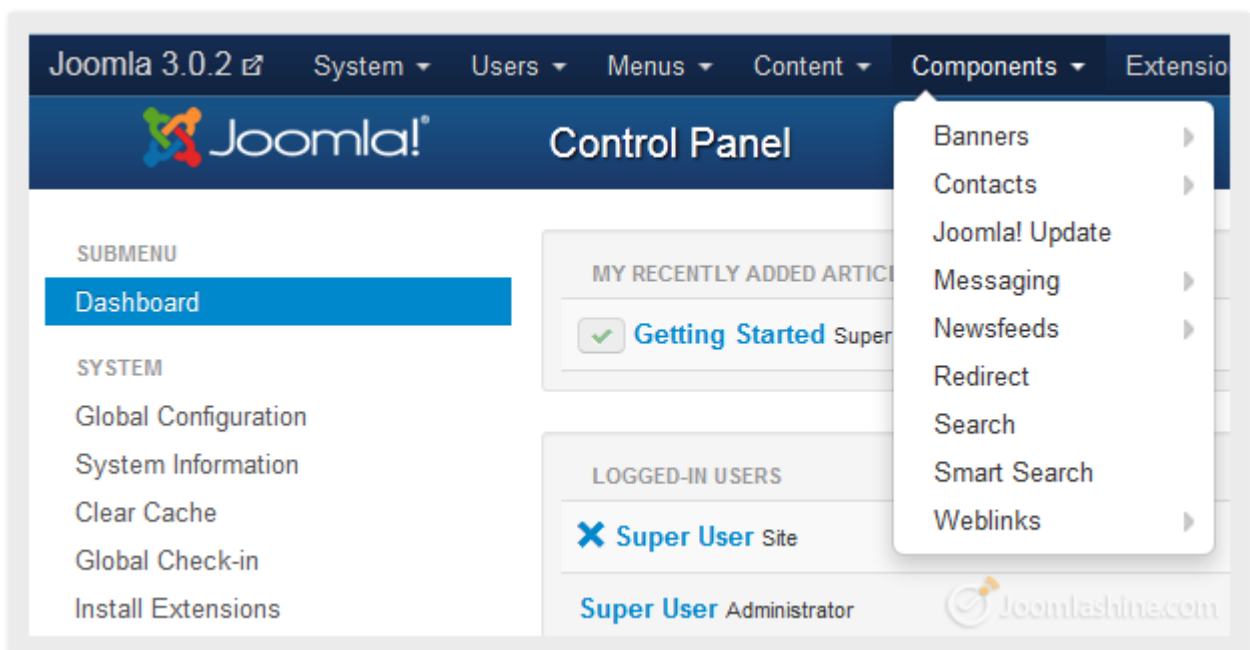 Joomla 3.0.2 System Users Menus Content Components Extensio
Joomla!® Control Panel
Banners
Contacts
Joomla! Update
Messaging
Newsfeeds
Redirect
Search
Smart Search
Weblinks
SUBMENU
Dashboard
SYSTEM
Global Configuration
System Information
Clear Cache
Global Check-in
Install Extensions
MY RECENTLY ADDED ARTIC
Getting Started Super
LOGGED-IN USERS
Super User Site
Super User Administrator
Joomlashine.com